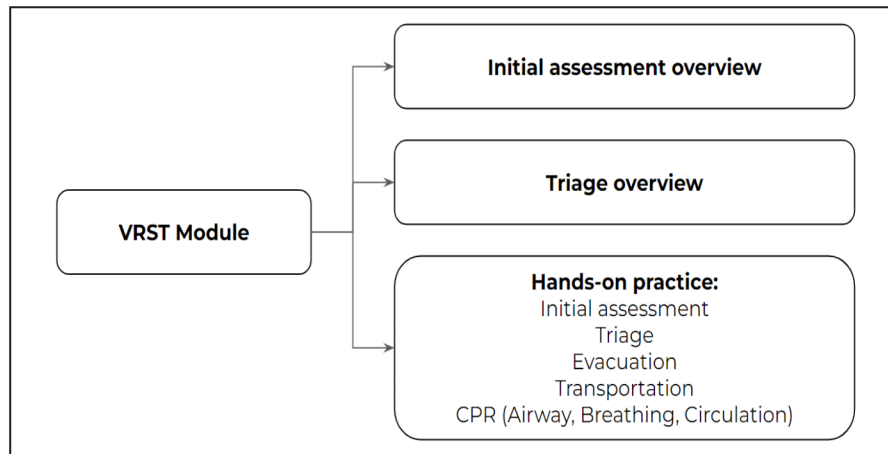 VRST Module
Initial assessment overview
Triage overview
Hands-on practice:
Initial assessment
Triage
Evacuation
Transportation
CPR (Airway, Breathing, Circulation)